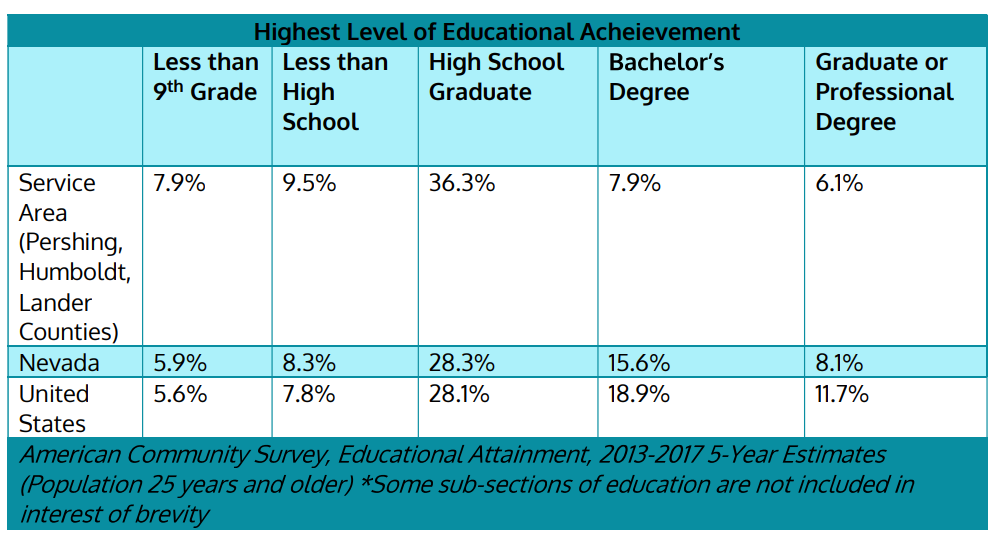 Highest Level of Educational Acheievement
Less than 9th Grade
Less than High School
High School Graduate
Bachelor's Degree
Graduate or Professional Degree
Service Area (Pershing, Humboldt, Lander Counties)
7.9%
9.5%
36.3%
7.9%
6.1%
Nevada
5.9%
8.3%
28.3%
15.6%
8.1%
United States
5.6%
7.8%
28.1%
18.9%
11.7%
American Community Survey, Educational Attainment, 2013-2017 5-Year Estimates
(Population 25 years and older) *Some sub-sections of education are not included in
interest of brevity